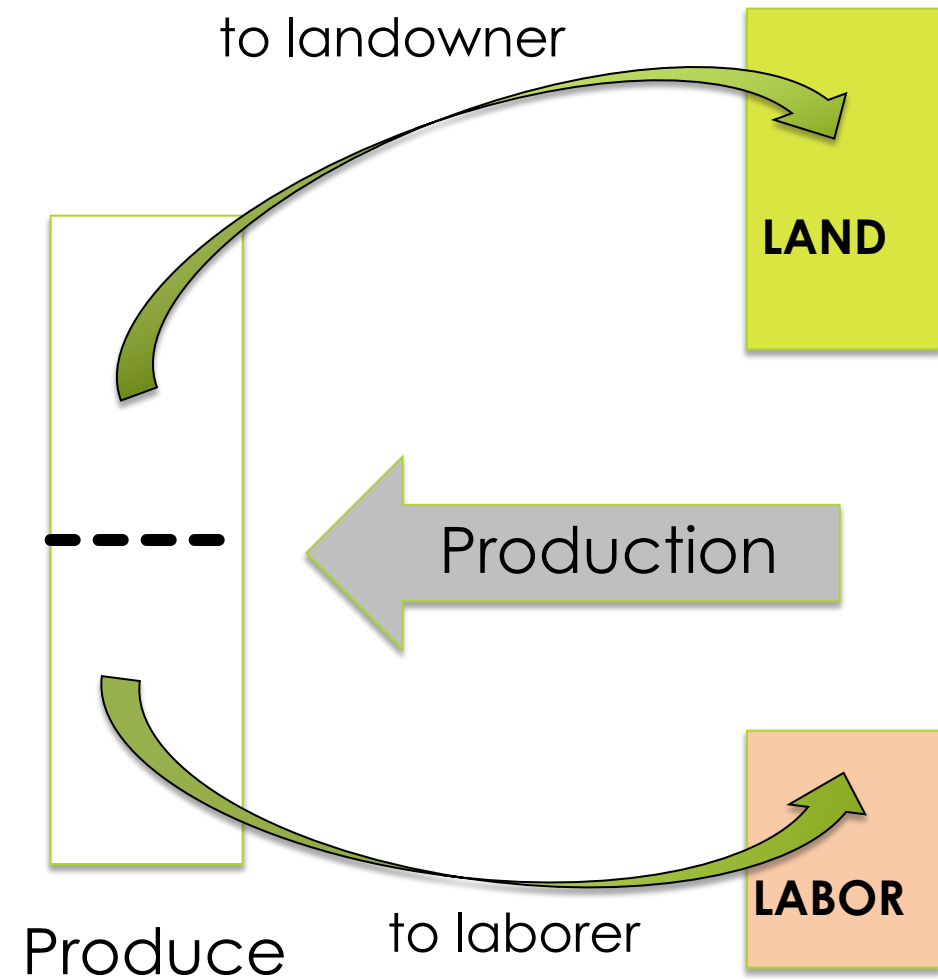 to landowner
LAND
Production
LABOR
to laborer
Produce